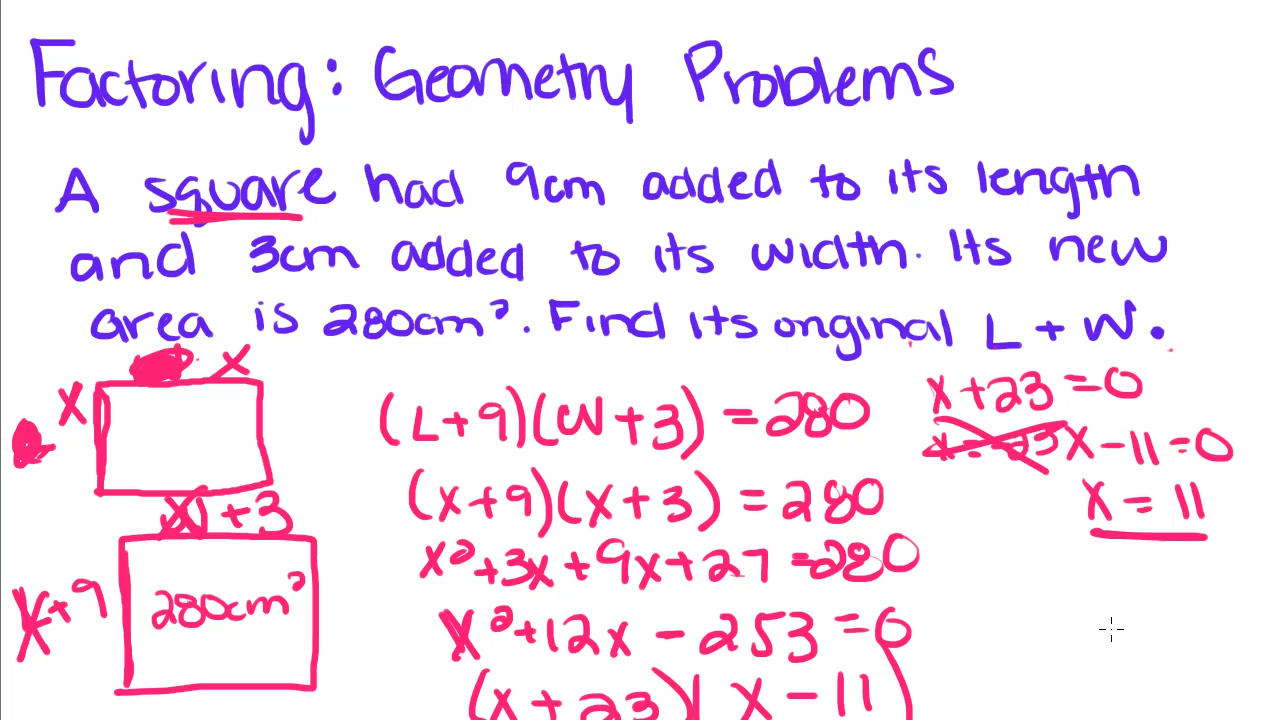 Factoring: Geometry Problems
A square had 9cm added to its length
and 3cm added to its width. Its new
area is 280cm². Find its original L + W.
x
x
x + 3
x + 9
280cm²
(L + 9)(W + 3) = 280
(x + 9)(x + 3) = 280
x² + 3x + 9x + 27 = 280
x² + 12x - 253 = 0
(x + 23)(x - 11)
x + 23 = 0
x = -23
x - 11 = 0
x = 11